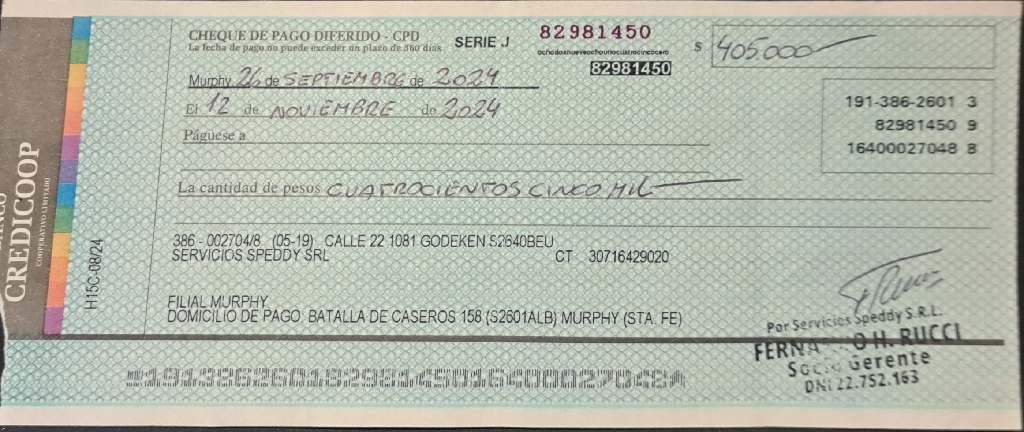 BANCO
CREDICOOP
COOPERATIVO LIMITADO
H15C-08/24
CHEQUE DE PAGO DIFERIDO - CPD
La fecha de pago no puede exceder un plazo de 360 días
SERIE J
82981450
ochodosnueveochounocuatrocincocero
82981450
$ 405.000
Murphy 26 de SEPTIEMBRE de 2024
El 12 de NOVIEMBRE de 2024
Páguese a
191-386-2601 3
82981450 9
16400027048 8
La cantidad de pesos CUATROCIENTOS CINCO MIL
386 - 002704/8 (05-19) CALLE 22 1081 GODEKEN S2640BEU
SERVICIOS SPEDDY SRL CT 30716429020
FILIAL MURPHY
DOMICILIO DE PAGO: BATALLA DE CASEROS 158 (S2601ALB) MURPHY (STA. FE)
Por Servicios Speddy S.R.L.
H. RUCCI
Socio Gerente
DNI 22.752.163